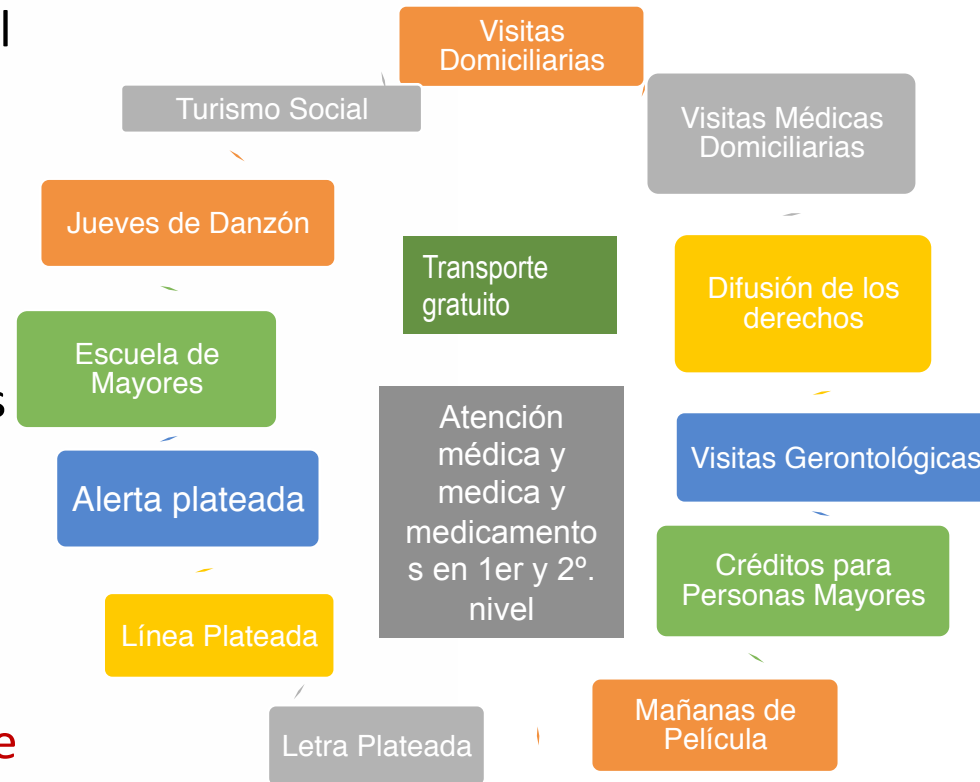 l
s
e
Visitas
Domiciliarias
Visitas Médicas
Domiciliarias
Difusión de los
derechos
Visitas Gerontológicas
Créditos para
Personas Mayores
Mañanas de
Película
Letra Plateada
Línea Plateada
Alerta plateada
Escuela de
Mayores
Jueves de Danzón
Turismo Social
Transporte
gratuito
Atención
médica y
medica y
medicamento
s en 1er y 2º.
nivel